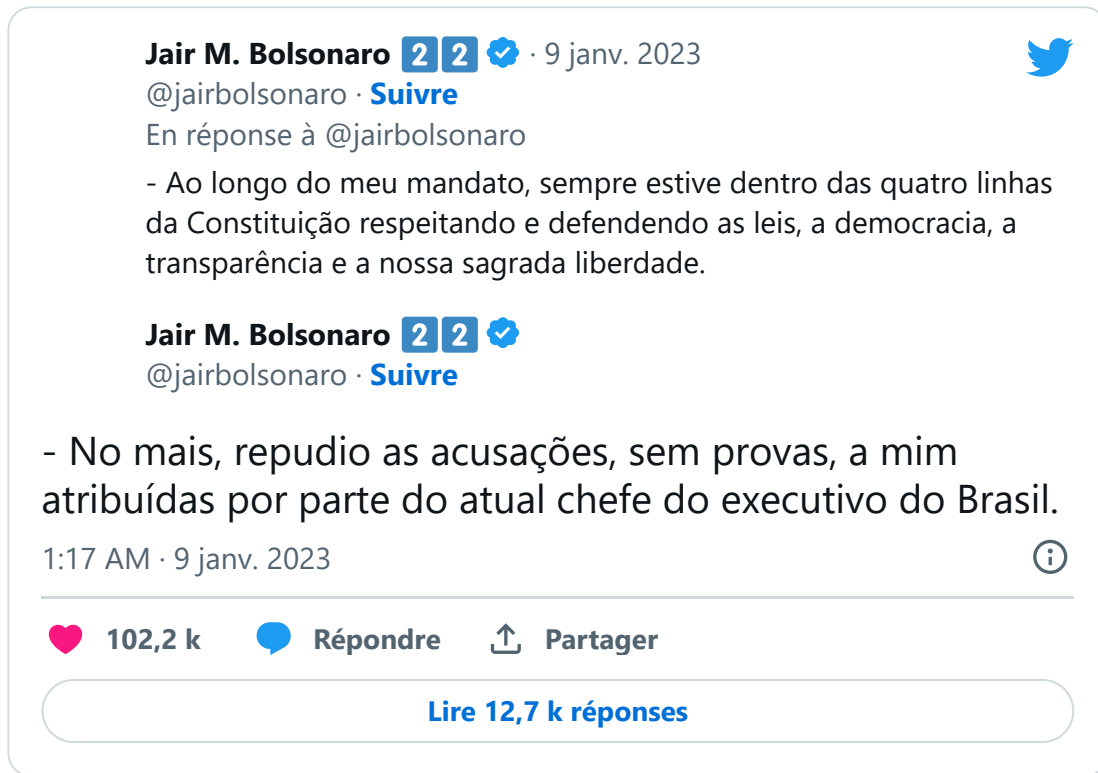 Jair M. Bolsonaro 2️⃣2️⃣ · 9 janv. 2023
@jairbolsonaro · Suivre
En réponse à @jairbolsonaro
- Ao longo do meu mandato, sempre estive dentro das quatro linhas
da Constituição respeitando e defendendo as leis, a democracia, a
transparência e a nossa sagrada liberdade.
Jair M. Bolsonaro 2️⃣2️⃣
@jairbolsonaro · Suivre
- No mais, repudio as acusações, sem provas, a mim
atribuídas por parte do atual chefe do executivo do Brasil.
1:17 AM · 9 janv. 2023
102,2 k Répondre Partager
Lire 12,7 k réponses